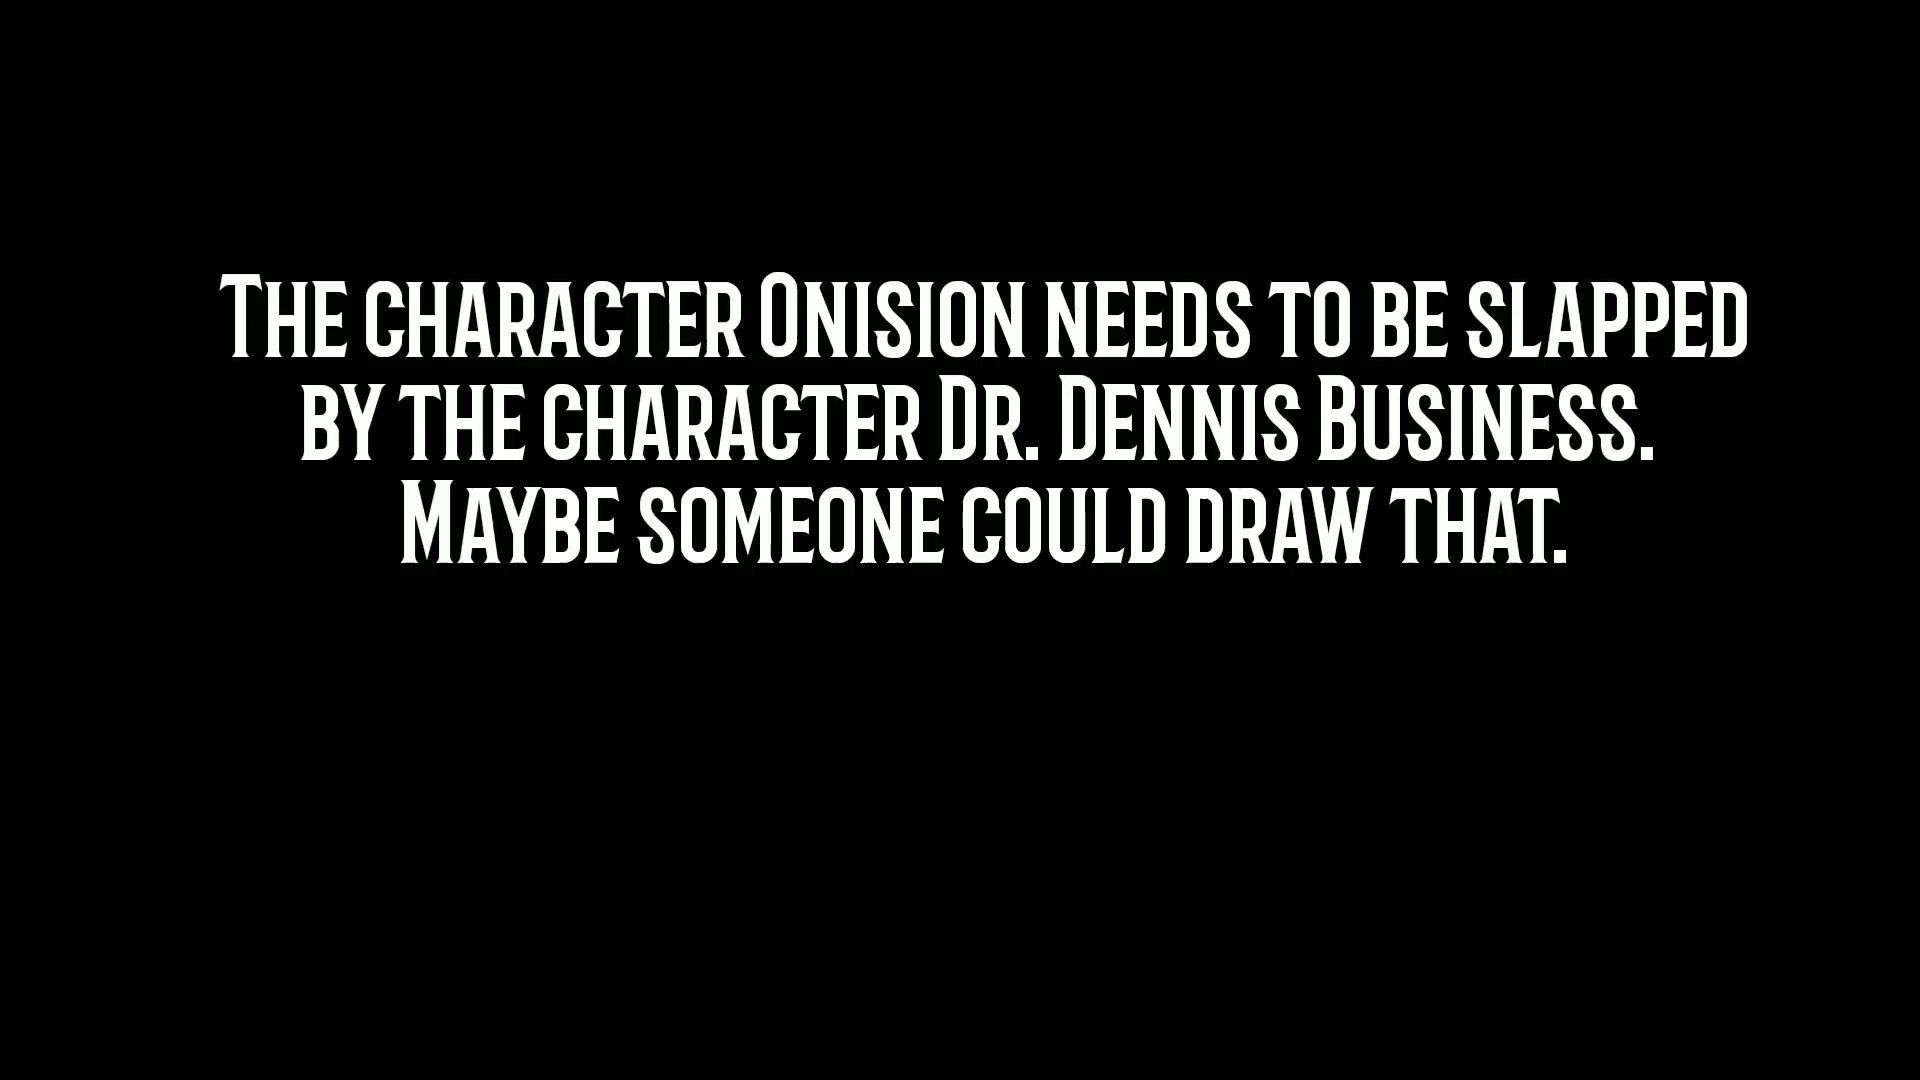 The character Onision needs to be slapped
by the character Dr. Dennis Business.
Maybe someone could draw that.